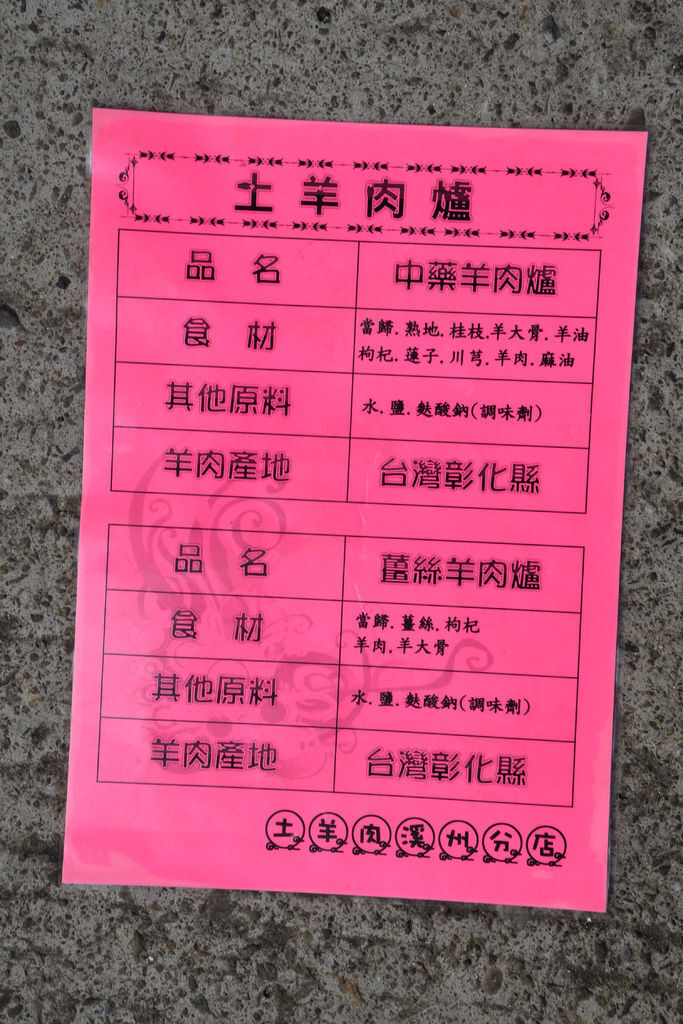 土羊肉爐
品 名 中藥羊肉爐
食 材 當歸.熟地.桂枝.羊大骨.羊油
枸杞.蓮子.川芎.羊肉.麻油
其他原料 水.鹽.麩酸鈉(調味劑)
羊肉產地 台灣彰化縣
品 名 薑絲羊肉爐
食 材 當歸.薑絲.枸杞
羊肉.羊大骨
其他原料 水.鹽.麩酸鈉(調味劑)
羊肉產地 台灣彰化縣
土羊肉溪州分店